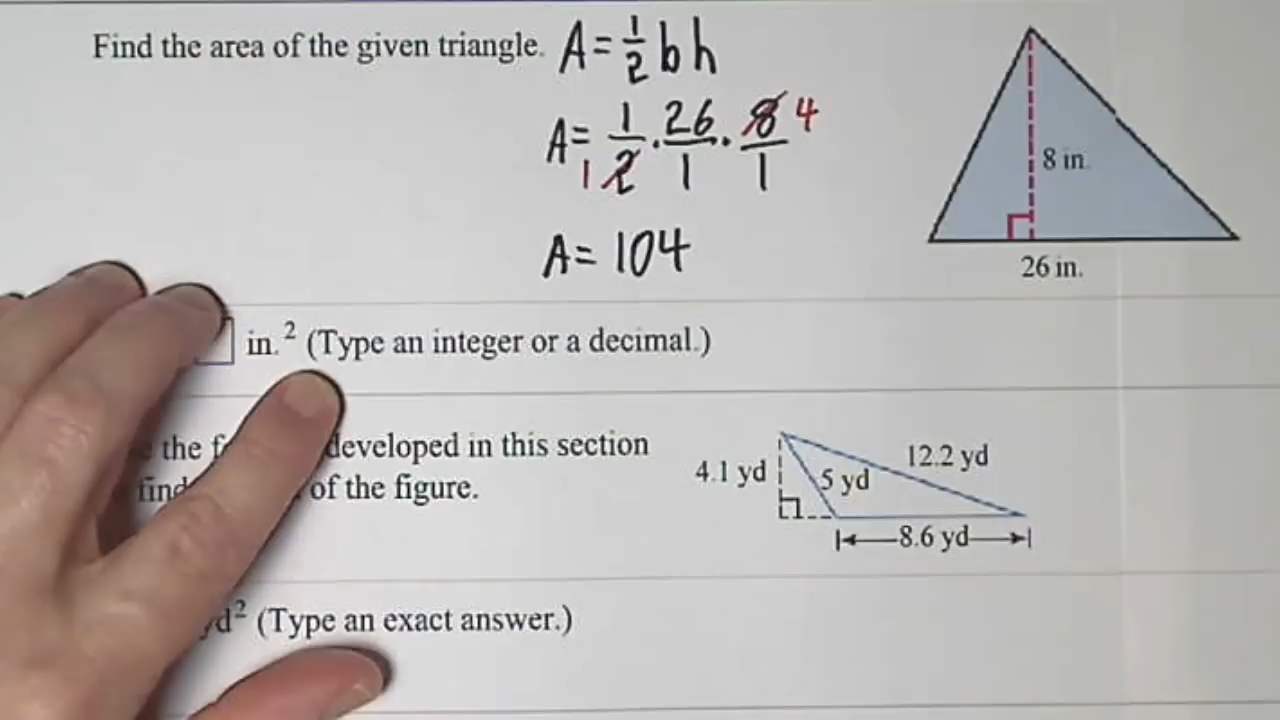 Find the area of the given triangle.
A = 1/2 b h
A = 1/2 · 26/1 · 8/1 4
1
A = 104
8 in.
26 in.
in.² (Type an integer or a decimal.)
the developed in this section
find of the figure.
4.1 yd
5 yd
12.2 yd
8.6 yd
yd² (Type an exact answer.)